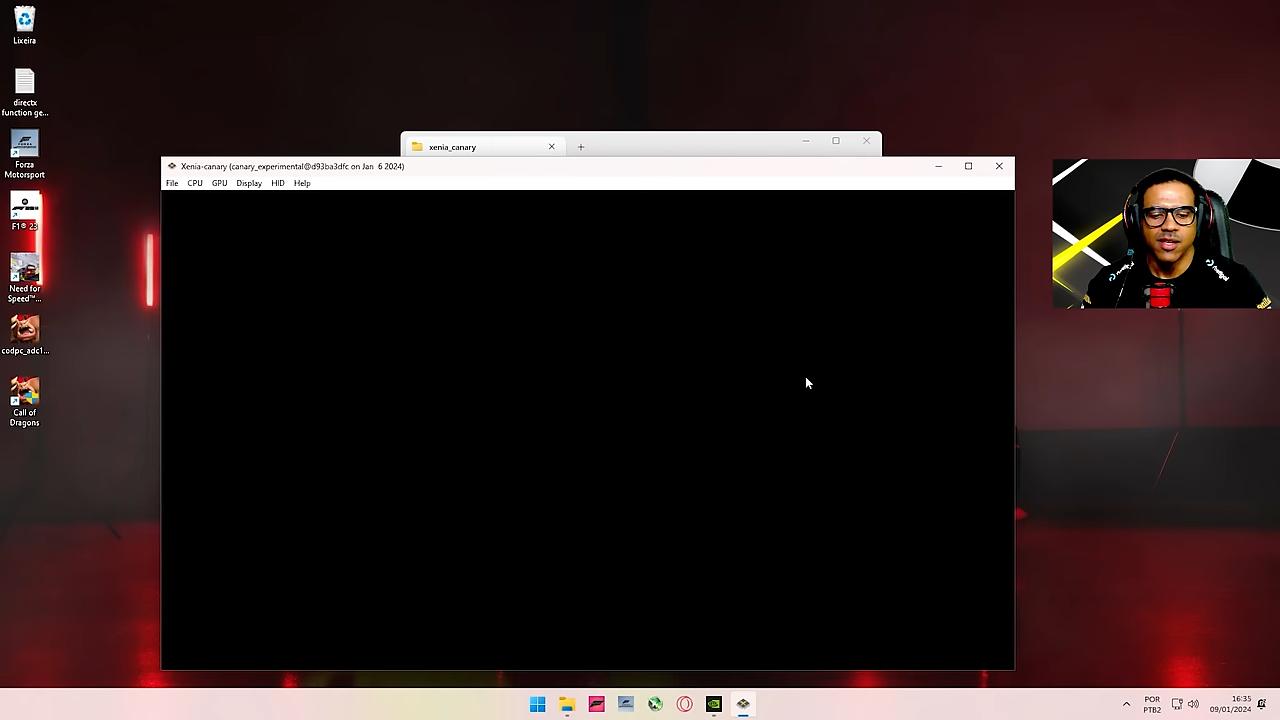 Lixeira
directx
function ge...
Forza
Motorsport
F1® 23
Need for
Speed™...
codpc_adc1...
Call of
Dragons
xenia_canary
Xenia-canary (canary_experimental@d93ba3dfc on Jan 6 2024)
File CPU GPU Display HID Help
POR
PTB2
16:35
09/01/2024